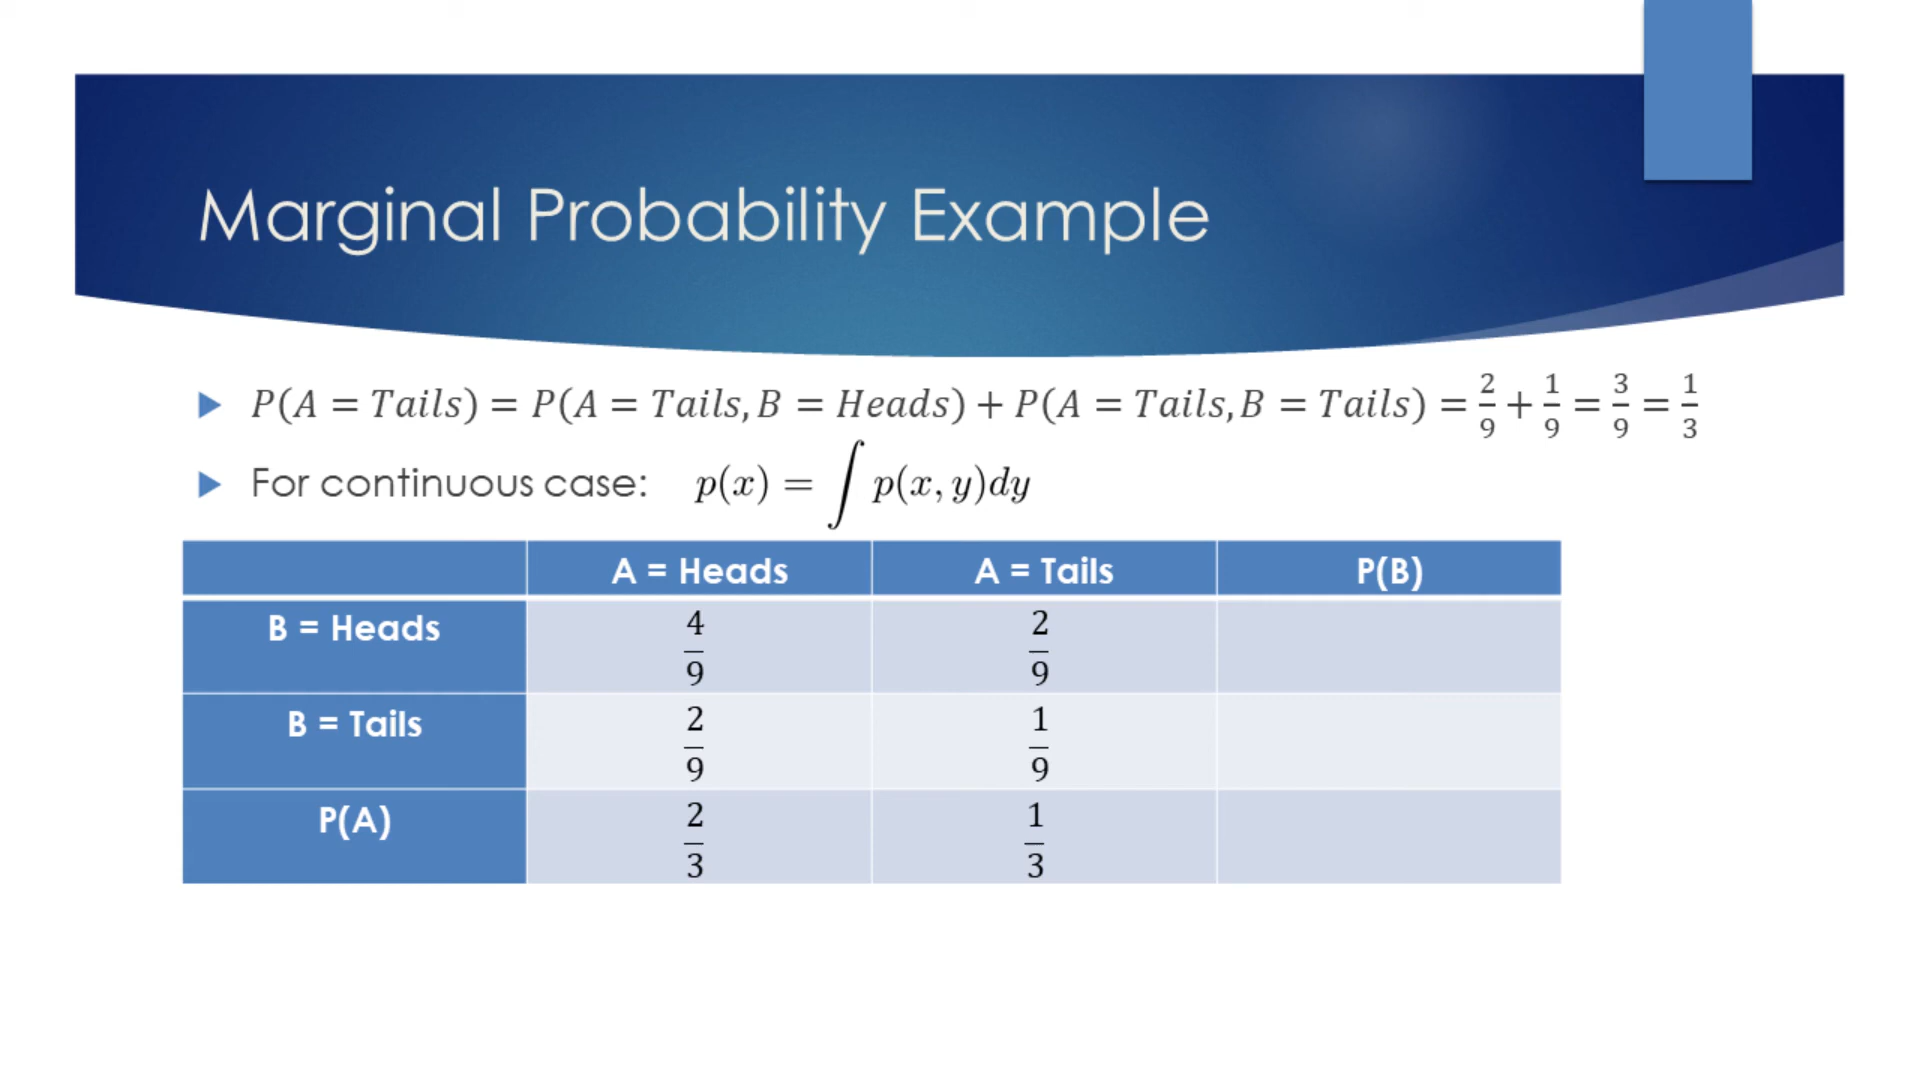 Marginal Probability Example
P(A = Tails) = P(A = Tails, B = Heads) + P(A = Tails, B = Tails) = 2/9 + 1/9 = 3/9 = 1/3
For continuous case: p(x) = ∫ p(x, y)dy
A = Heads A = Tails P(B)
B = Heads 4/9 2/9
B = Tails 2/9 1/9
P(A) 2/3 1/3